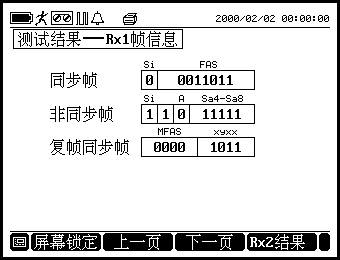 2000/02/02 00:00:00
测试结果——Rx1帧信息
Si FAS
同步帧 0 0011011
Si A Sa4-Sa8
非同步帧 1 1 0 11111
MFAS xyxx
复帧同步帧 0000 1011
屏幕锁定 上一页 下一页 Rx2结果